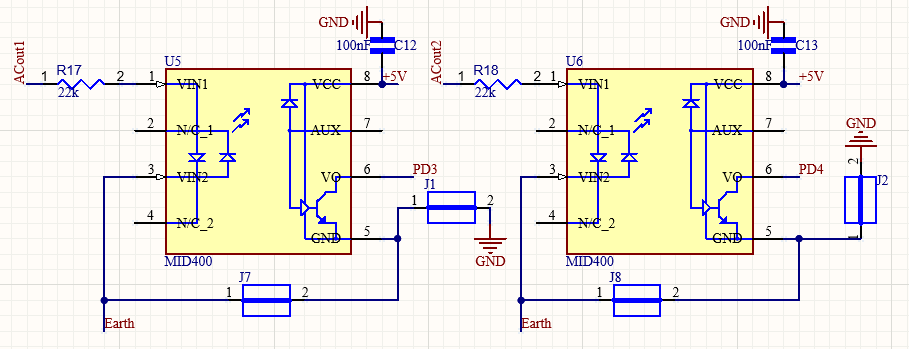 GND
GND
100nF C12
100nF C13
ACout1
ACout2
U5
U6
R17
R18
1 2 1 VIN1 VCC 8 +5V
1 2 1 VIN1 VCC 8 +5V
22k
22k
GND
2 N/C_1 AUX 7
2 N/C_1 AUX 7
2
3 VIN2 VO 6 PD3
3 VIN2 VO 6 PD4
J1
J2
1 2
4 N/C_2 GND 5
4 N/C_2 GND 5
1
GND
MID400
MID400
J7
J8
1 2
1 2
Earth
Earth